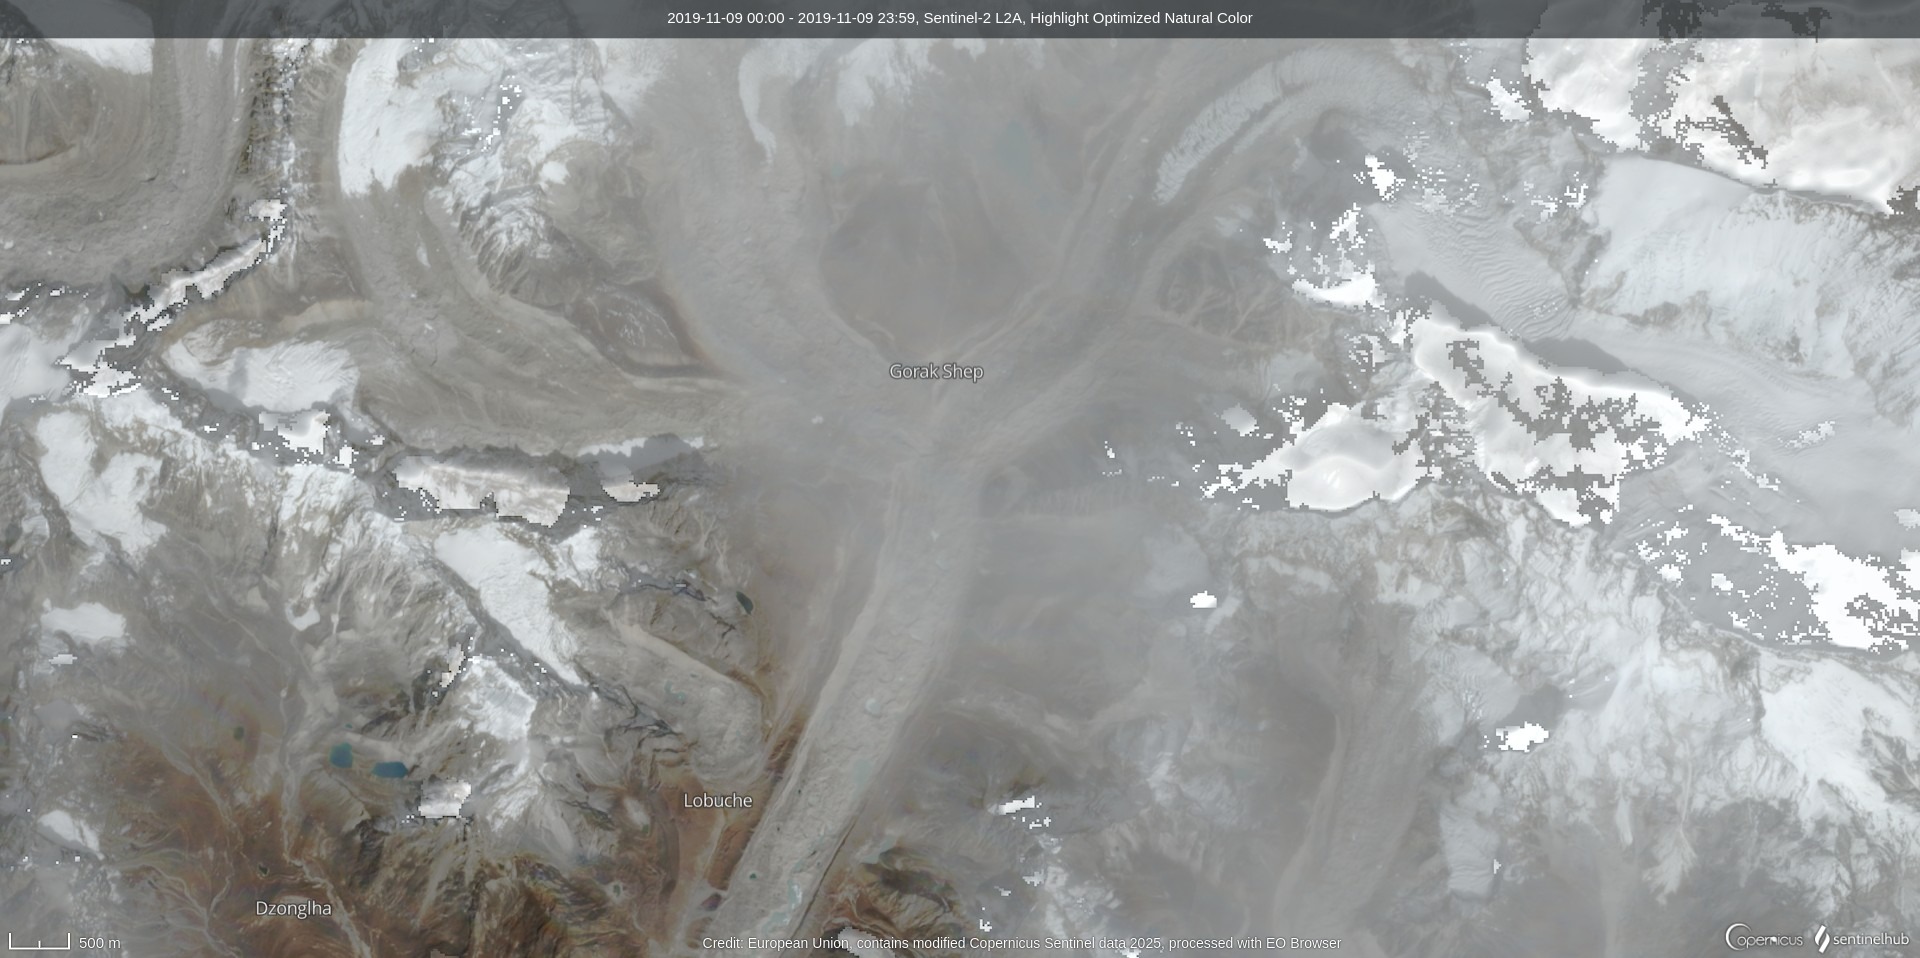 2019-11-09 00:00 - 2019-11-09 23:59, Sentinel-2 L2A, Highlight Optimized Natural Color
Gorak Shep
Lobuche
Dzonglha
500 m
Credit: European Union, contains modified Copernicus Sentinel data 2025, processed with EO Browser
Copernicus
sentinelhub